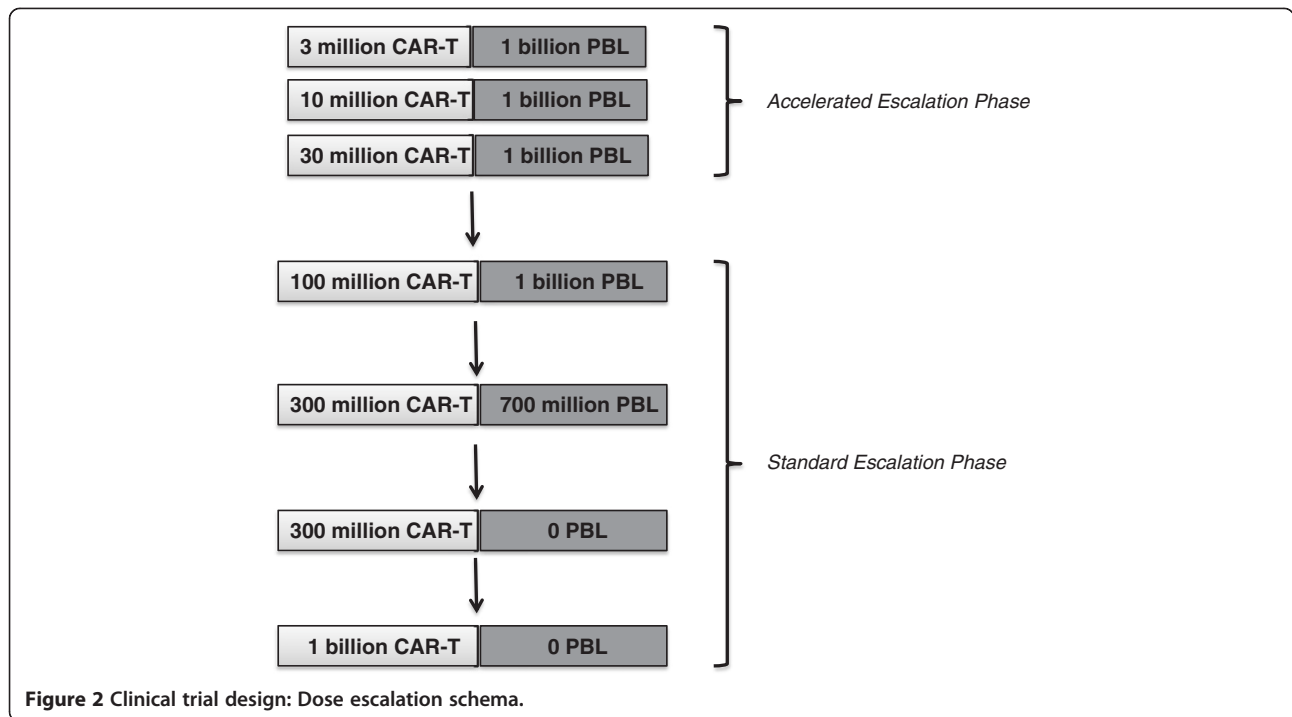 3 million CAR-T 1 billion PBL
10 million CAR-T 1 billion PBL
Accelerated Escalation Phase
30 million CAR-T 1 billion PBL
100 million CAR-T 1 billion PBL
300 million CAR-T 700 million PBL
Standard Escalation Phase
300 million CAR-T 0 PBL
1 billion CAR-T 0 PBL
Figure 2 Clinical trial design: Dose escalation schema.